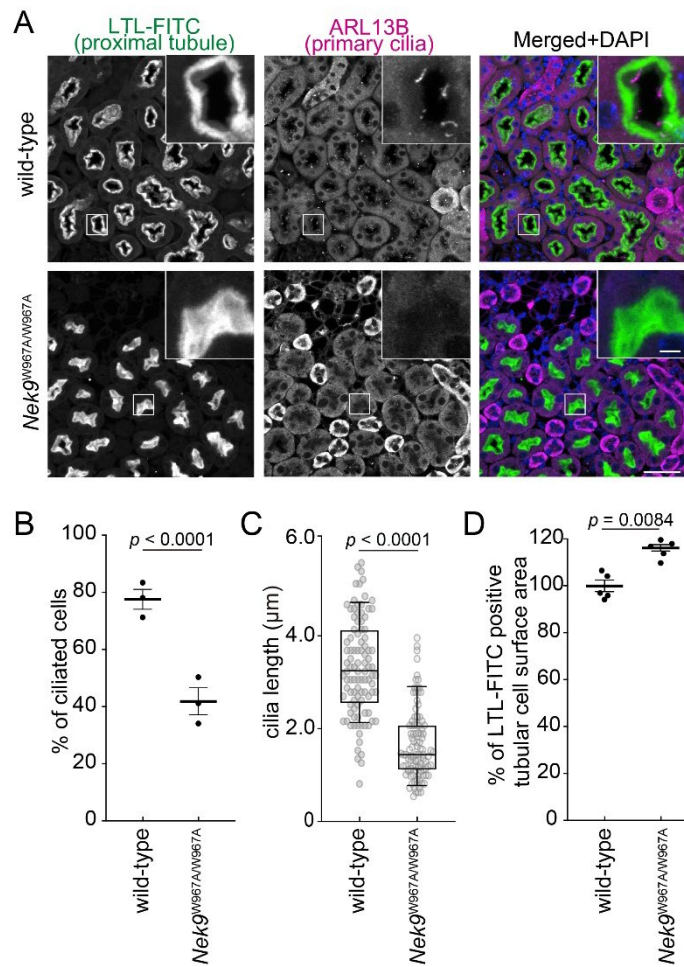 A
LTL-FITC
(proximal tubule)
ARL13B
(primary cilia)
Merged+DAPI
wild-type
Nek9W967A/W967A
B
p < 0.0001
% of ciliated cells
100
80
60
40
20
0
wild-type
Nek9W967A/W967A
C
p < 0.0001
cilia length (µm)
6.0
4.0
2.0
0.0
wild-type
Nek9W967A/W967A
D
p = 0.0084
% of LTL-FITC positive
tubular cell surface area
120
100
80
60
40
20
0
wild-type
Nek9W967A/W967A